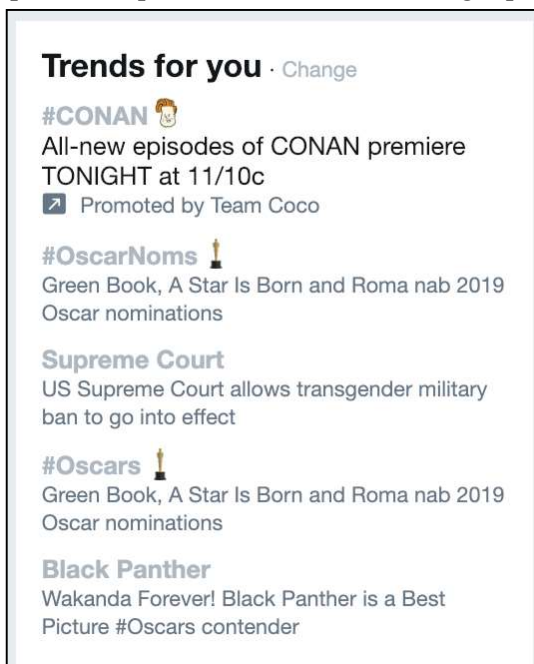 Trends for you · Change
#CONAN
All-new episodes of CONAN premiere
TONIGHT at 11/10c
Promoted by Team Coco
#OscarNoms
Green Book, A Star Is Born and Roma nab 2019
Oscar nominations
Supreme Court
US Supreme Court allows transgender military
ban to go into effect
#Oscars
Green Book, A Star Is Born and Roma nab 2019
Oscar nominations
Black Panther
Wakanda Forever! Black Panther is a Best
Picture #Oscars contender